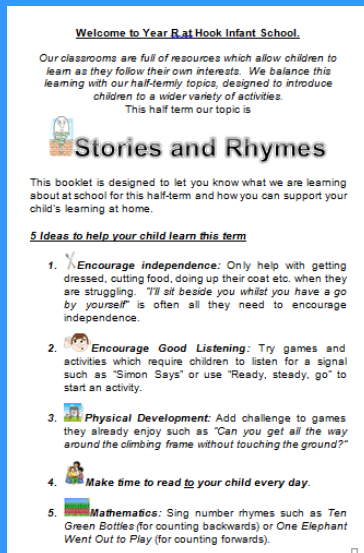 Welcome to Year R at Hook Infant School.
Our classrooms are full of resources which allow children to
learn as they follow their own interests. We balance this
learning with our half-termly topics, designed to introduce
children to a wider variety of activities.
This half term our topic is
Stories and Rhymes
This booklet is designed to let you know what we are learning
about at school for this half-term and how you can support your
child's learning at home.
5 Ideas to help your child learn this term
1. Encourage independence: Only help with getting
dressed, cutting food, doing up their coat etc. when they
are struggling. "I'll sit beside you whilst you have a go
by yourself" is often all they need to encourage
independence.
2. Encourage Good Listening: Try games and
activities which require children to listen for a signal
such as "Simon Says" or use "Ready, steady, go" to
start an activity.
3. Physical Development: Add challenge to games
they already enjoy such as "Can you get all the way
around the climbing frame without touching the ground?"
4. Make time to read to your child every day.
5. Mathematics: Sing number rhymes such as Ten
Green Bottles (for counting backwards) or One Elephant
Went Out to Play (for counting forwards).